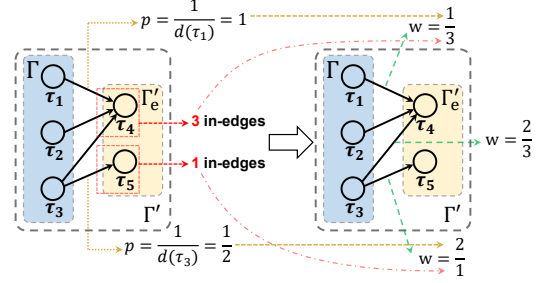 p = 1/d(τ₁) = 1
w = 1/3
Γ
τ₁
τ₂
τ₃
Γ′ₑ
τ₄
τ₅
Γ′
3 in-edges
1 in-edges
p = 1/d(τ₃) = 1/2
Γ
τ₁
τ₂
τ₃
Γ′ₑ
τ₄
τ₅
Γ′
w = 2/3
w = 2/1